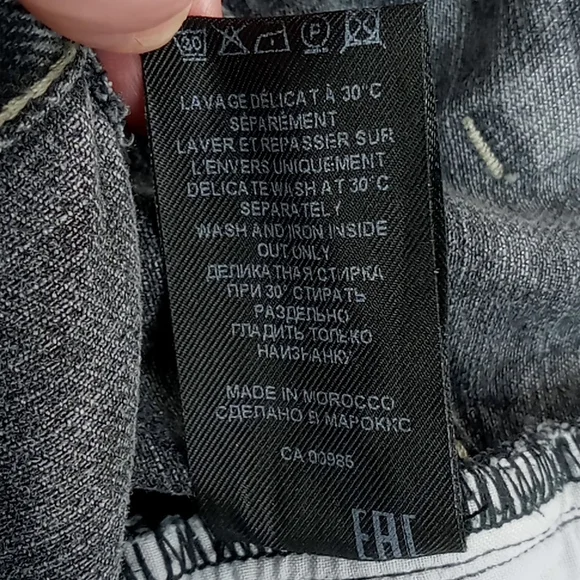 30 P
LAVAGE DÉLICAT À 30°C
SÉPARÉMENT
LAVER ET REPASSER SUR
L'ENVERS UNIQUEMENT
DELICATE WASH AT 30°C
SEPARATELY
WASH AND IRON INSIDE
OUT ONLY
ДЕЛИКАТНАЯ СТИРКА
ПРИ 30° СТИРАТЬ
РАЗДЕЛЬНО
ГЛАДИТЬ ТОЛЬКО
НАИЗНАНКУ
MADE IN MOROCCO
СДЕЛАНО В МАРОККО
CA 00985
EAC